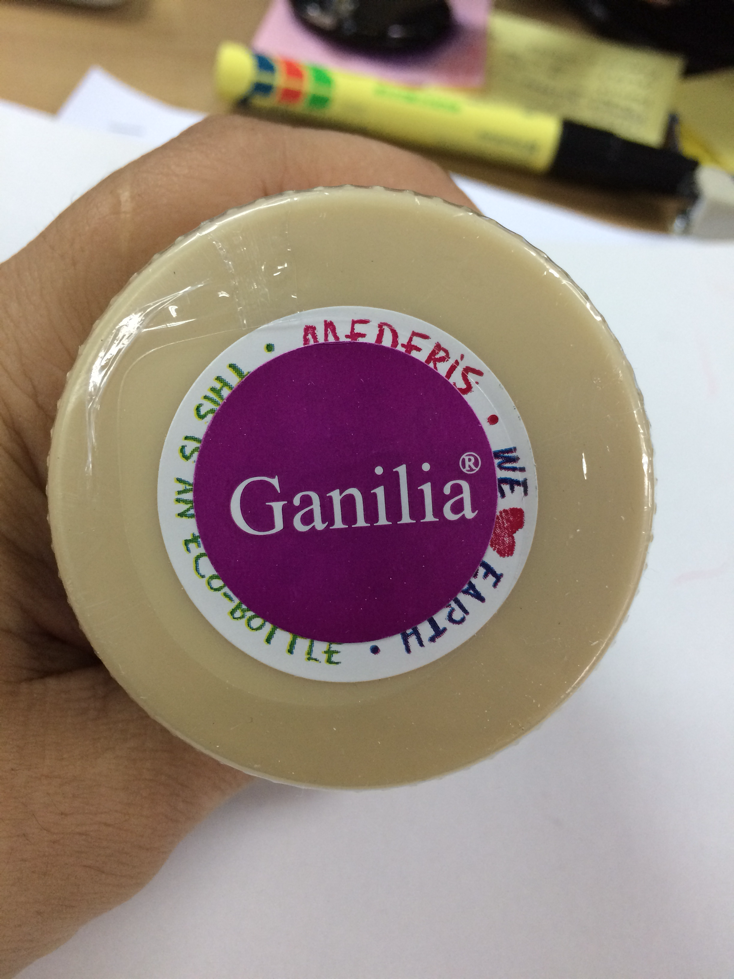 MEDERIS • WE ❤ EARTH • THIS IS AN ECO-BOTTLE •
Ganilia®